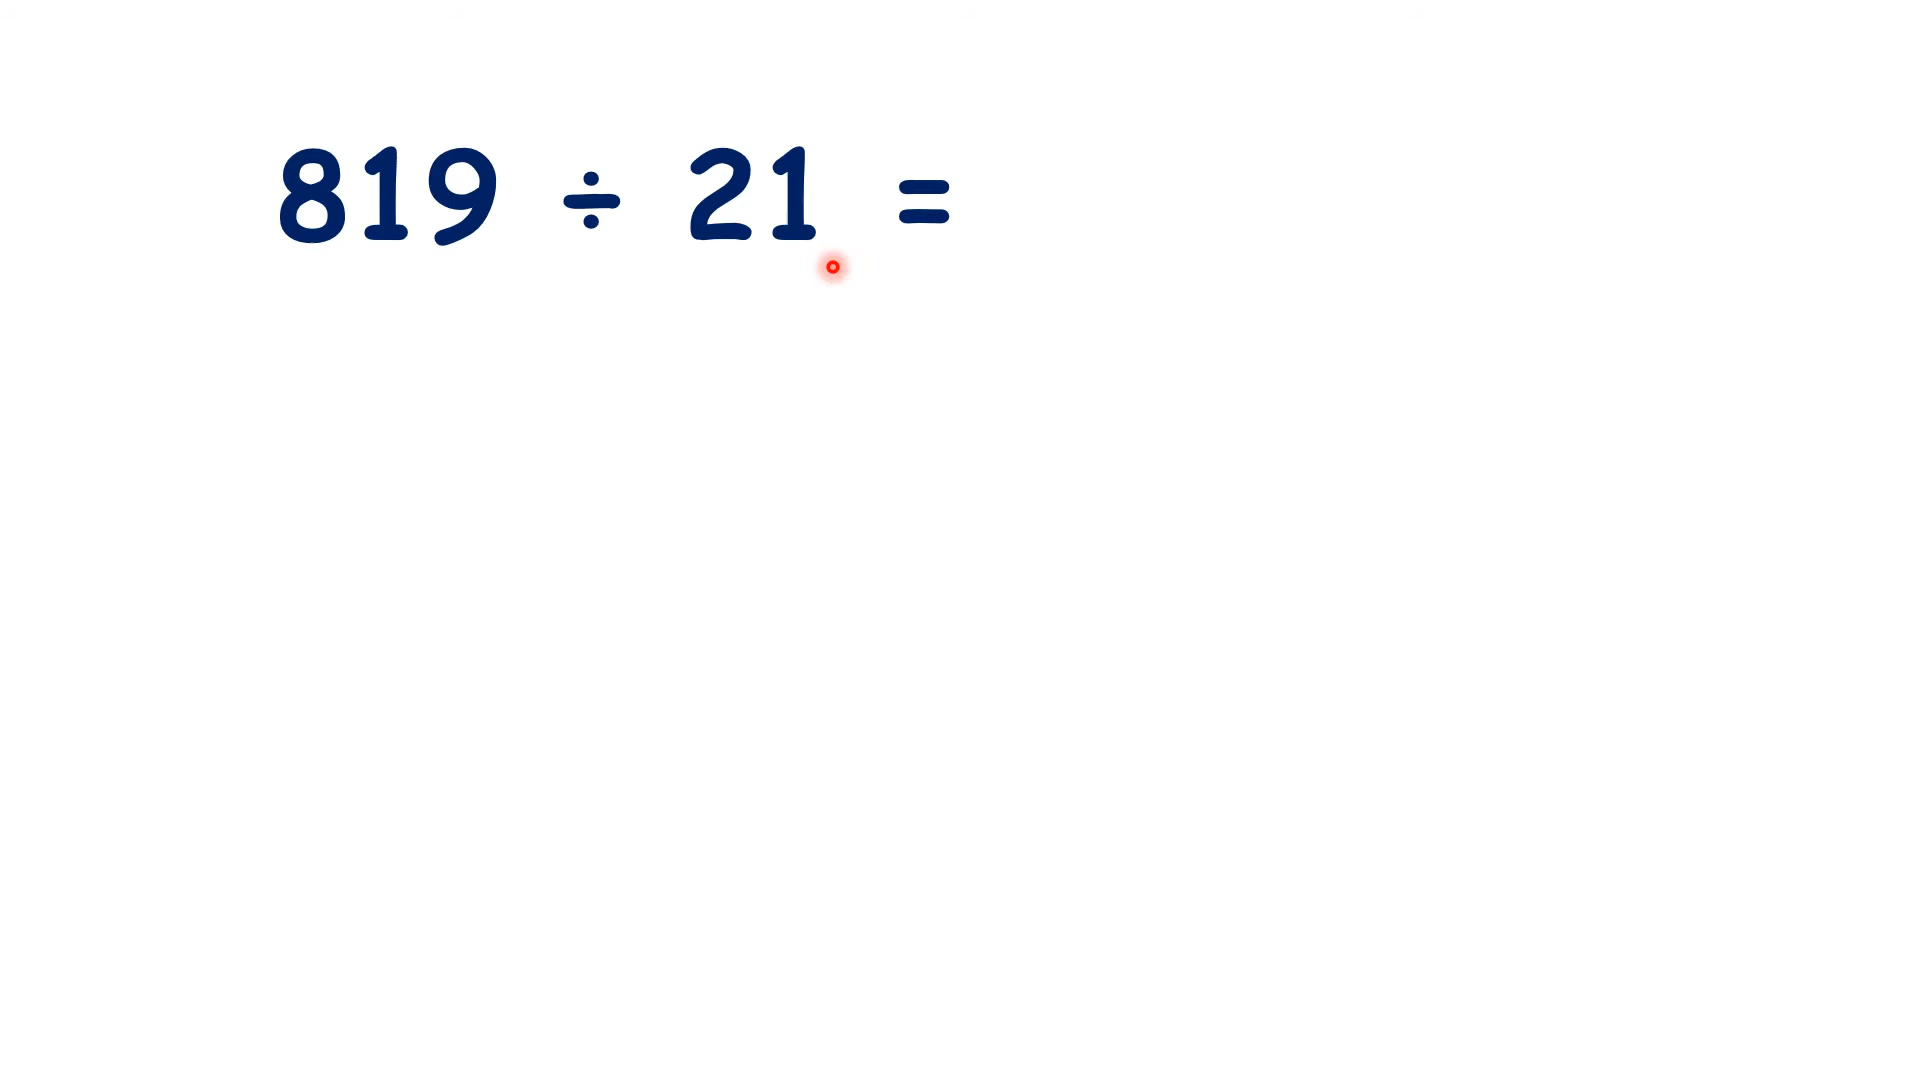 819 ÷ 21 =